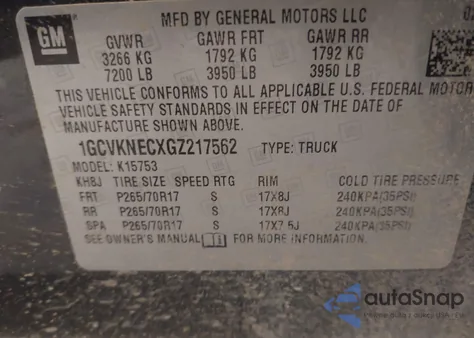 GM
MFD BY GENERAL MOTORS LLC
GVWR GAWR FRT GAWR RR
3266 KG 1792 KG 1792 KG
7200 LB 3950 LB 3950 LB
THIS VEHICLE CONFORMS TO ALL APPLICABLE U.S. FEDERAL MOTOR
VEHICLE SAFETY STANDARDS IN EFFECT ON THE DATE OF
MANUFACTURE SHOWN ABOVE.
1GCVKNECXGZ217562 TYPE: TRUCK
MODEL: K15753
KHBJ TIRE SIZE SPEED RTG RIM COLD TIRE PRESSURE
FRT P265/70R17 S 17X8J 240KPA(35PSI)
RR P265/70R17 S 17X8J 240KPA(35PSI)
SPA P265/70R17 S 17X7.5J 240KPA(35PSI)
SEE OWNER'S MANUAL FOR MORE INFORMATION.
autaSnap